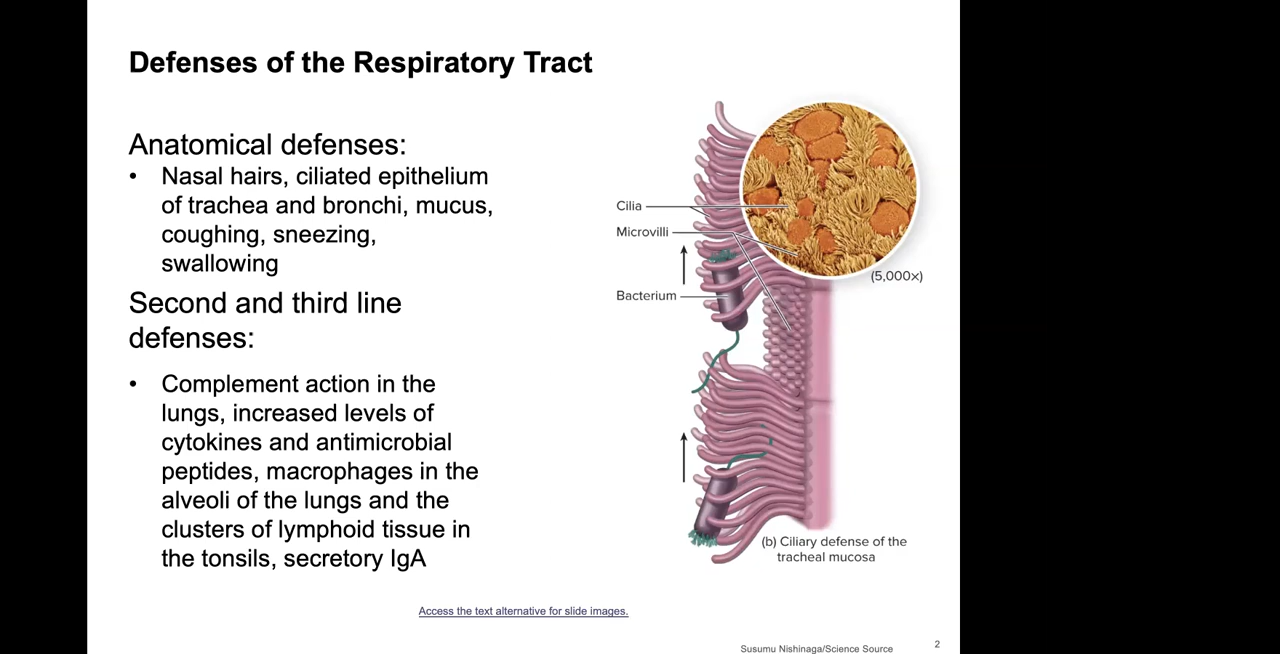 Defenses of the Respiratory Tract
Anatomical defenses:
• Nasal hairs, ciliated epithelium
of trachea and bronchi, mucus,
coughing, sneezing,
swallowing
Second and third line
defenses:
• Complement action in the
lungs, increased levels of
cytokines and antimicrobial
peptides, macrophages in the
alveoli of the lungs and the
clusters of lymphoid tissue in
the tonsils, secretory IgA
Cilia
Microvilli
Bacterium
(5,000×)
(b) Ciliary defense of the
tracheal mucosa
Access the text alternative for slide images.
Susumu Nishinaga/Science Source
2